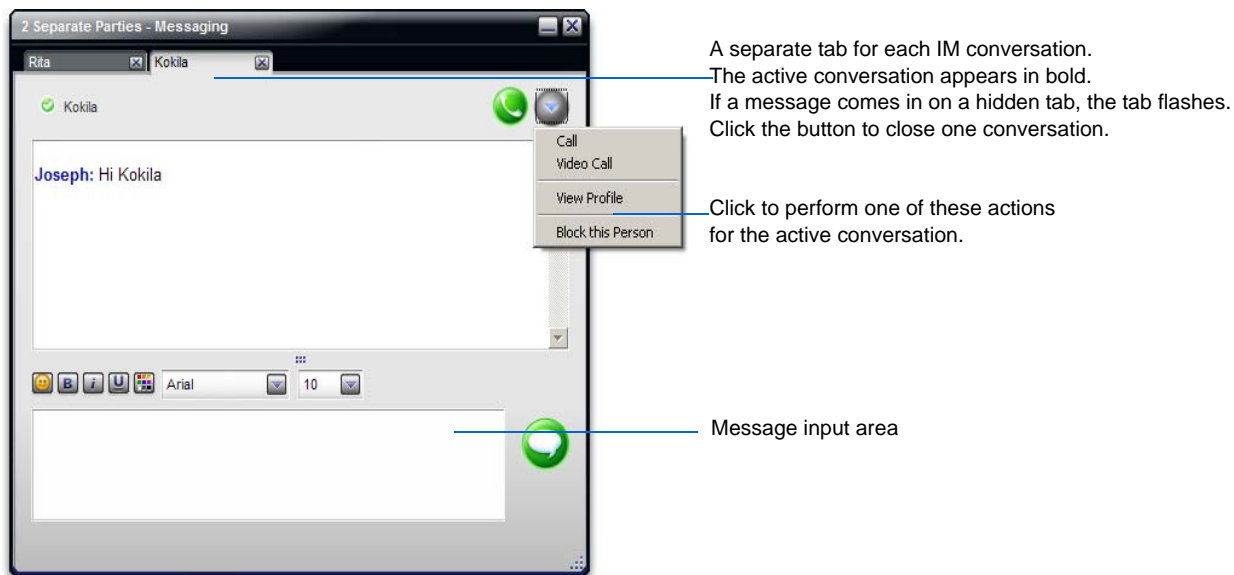 2 Separate Parties - Messaging
Rita
Kokila
Kokila
Call
Video Call
View Profile
Block this Person
Joseph: Hi Kokila
B i U Arial 10
A separate tab for each IM conversation.
The active conversation appears in bold.
If a message comes in on a hidden tab, the tab flashes.
Click the button to close one conversation.
Click to perform one of these actions
for the active conversation.
Message input area